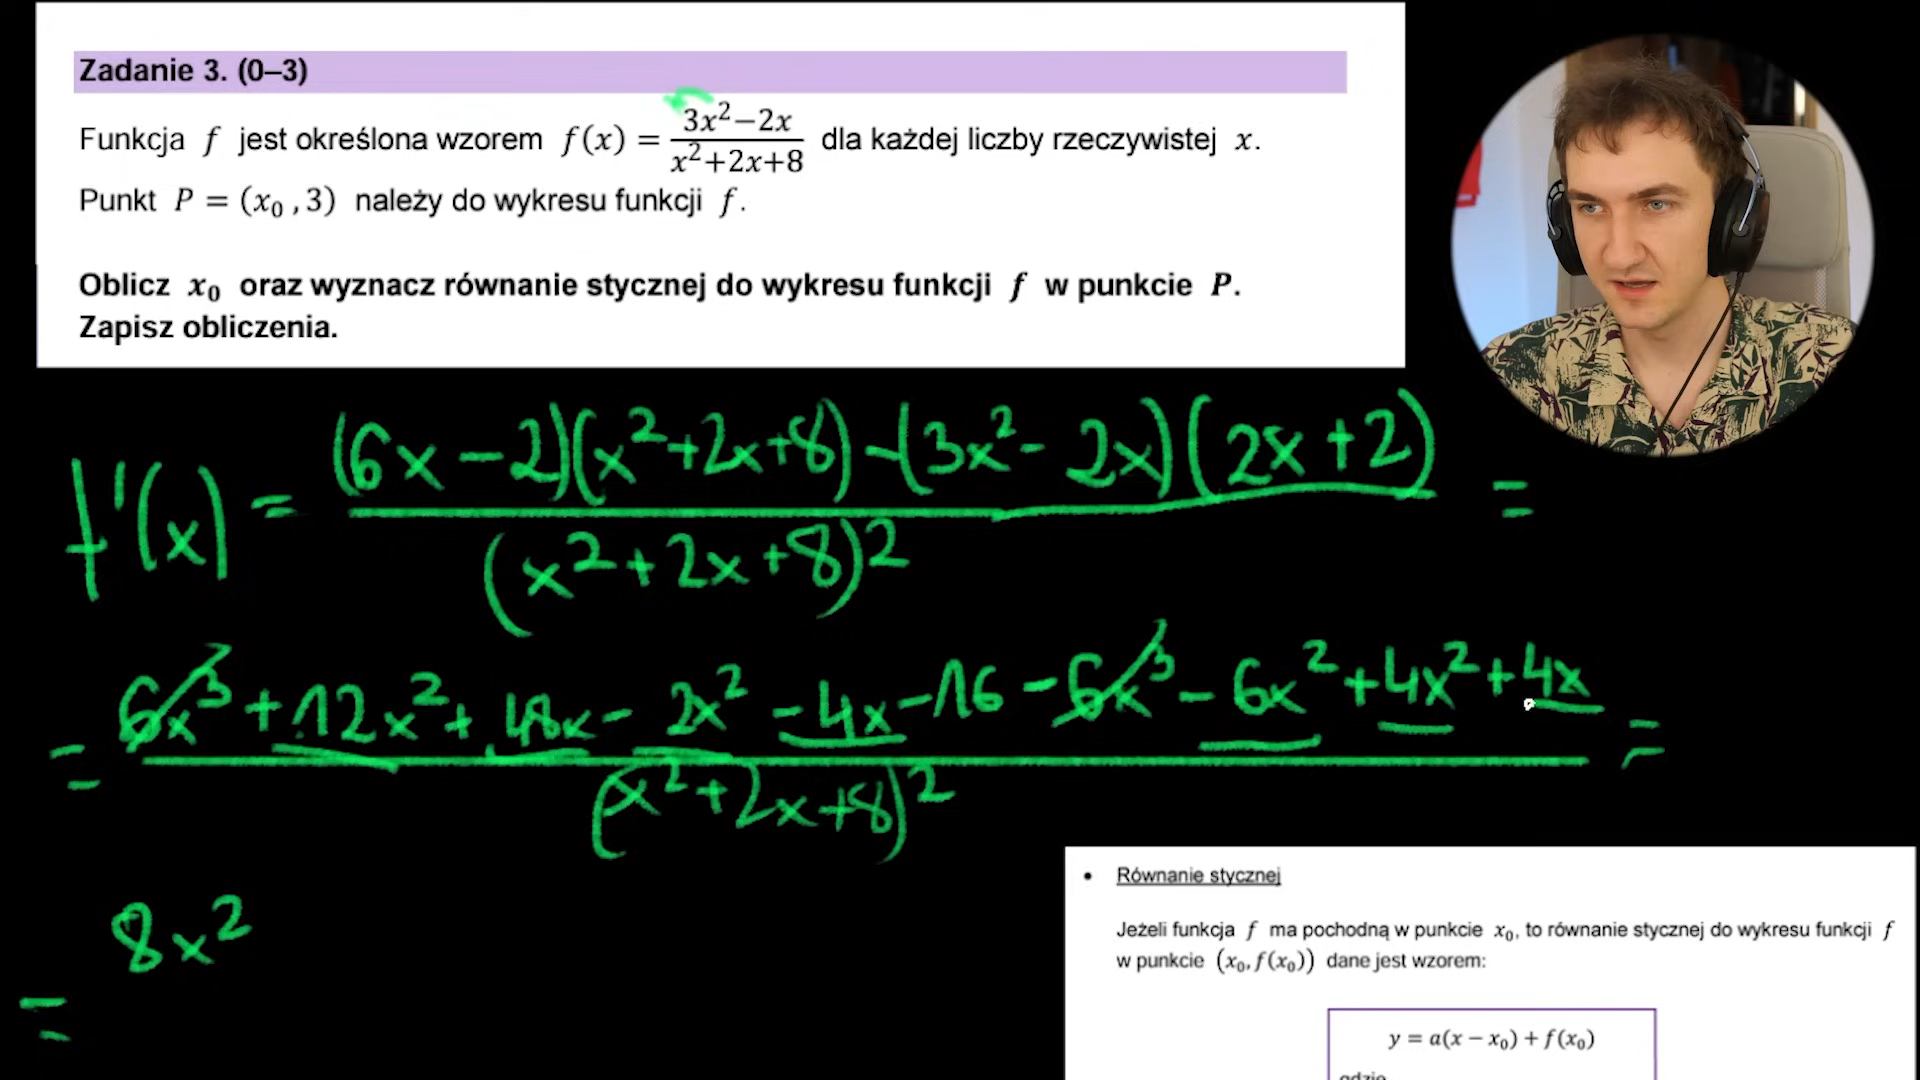 Zadanie 3. (0–3)
Funkcja f jest określona wzorem f(x) = (3x²−2x)/(x²+2x+8) dla każdej liczby rzeczywistej x.
Punkt P = (x₀ , 3) należy do wykresu funkcji f.
Oblicz x₀ oraz wyznacz równanie stycznej do wykresu funkcji f w punkcie P.
Zapisz obliczenia.
f'(x) = ((6x−2)(x²+2x+8)−(3x²−2x)(2x+2))/(x²+2x+8)² =
= (6x³+12x²+48x−2x²−4x−16−6x³−6x²+4x²+4x)/(x²+2x+8)² =
= 8x²
• Równanie stycznej
Jeżeli funkcja f ma pochodną w punkcie x₀, to równanie stycznej do wykresu funkcji f
w punkcie (x₀, f(x₀)) dane jest wzorem:
y = a(x − x₀) + f(x₀)
gdzie